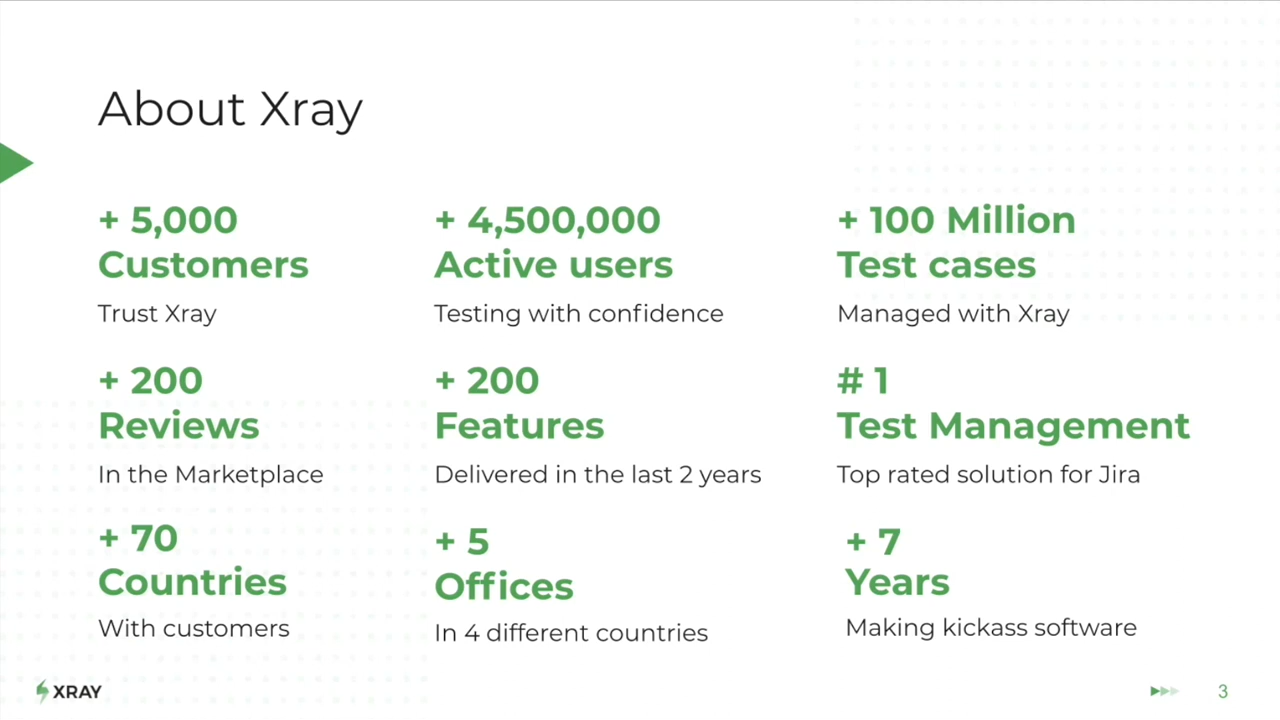 About Xray
+ 5,000
Customers
Trust Xray
+ 4,500,000
Active users
Testing with confidence
+ 100 Million
Test cases
Managed with Xray
+ 200
Reviews
In the Marketplace
+ 200
Features
Delivered in the last 2 years
# 1
Test Management
Top rated solution for Jira
+ 70
Countries
With customers
+ 5
Offices
In 4 different countries
+ 7
Years
Making kickass software
XRAY
3